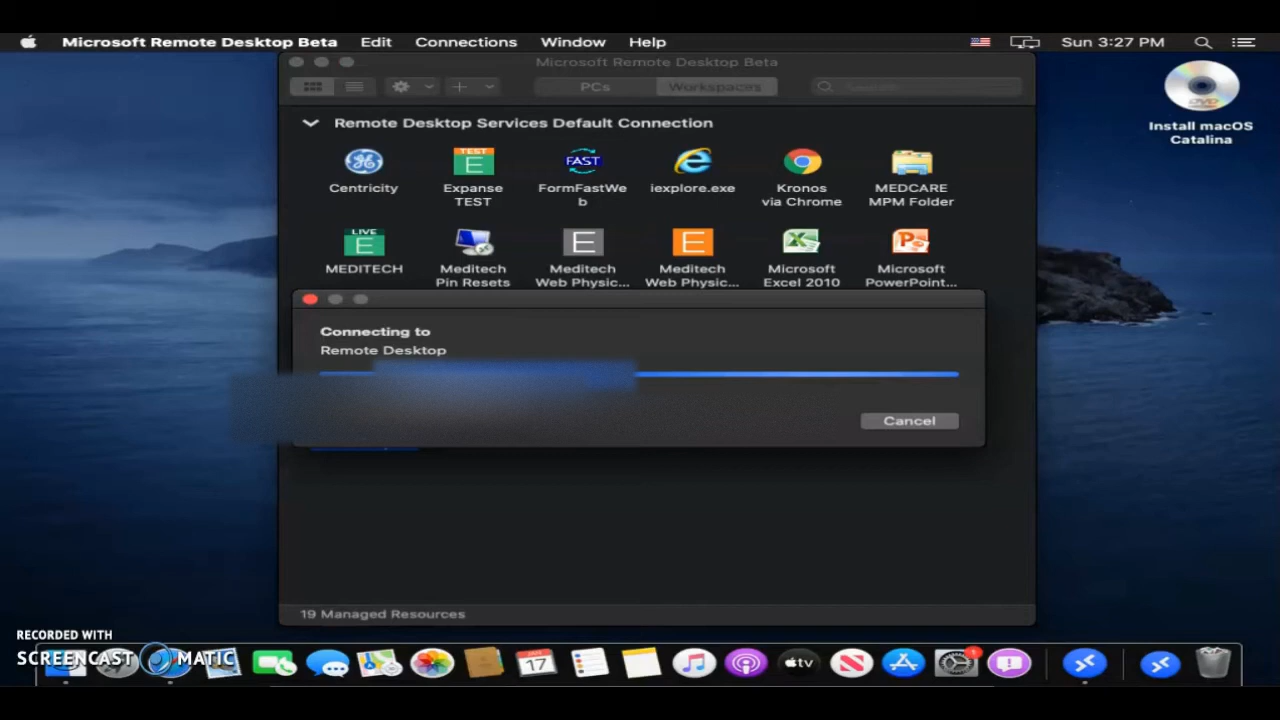 Microsoft Remote Desktop Beta Edit Connections Window Help Sun 3:27 PM
Microsoft Remote Desktop Beta
PCs Workspaces Search
Install macOS
Catalina
Remote Desktop Services Default Connection
TEST
E
FAST
Centricity
Expanse
TEST
FormFastWe
b
iexplore.exe
Kronos
via Chrome
MEDCARE
MPM Folder
LIVE
E
E
E
MEDITECH
Meditech
Pin Resets
Meditech
Web Physic...
Meditech
Web Physic...
Microsoft
Excel 2010
Microsoft
PowerPoint...
Connecting to
Remote Desktop
Cancel
19 Managed Resources
RECORDED WITH
SCREENCAST MATIC
17
tv